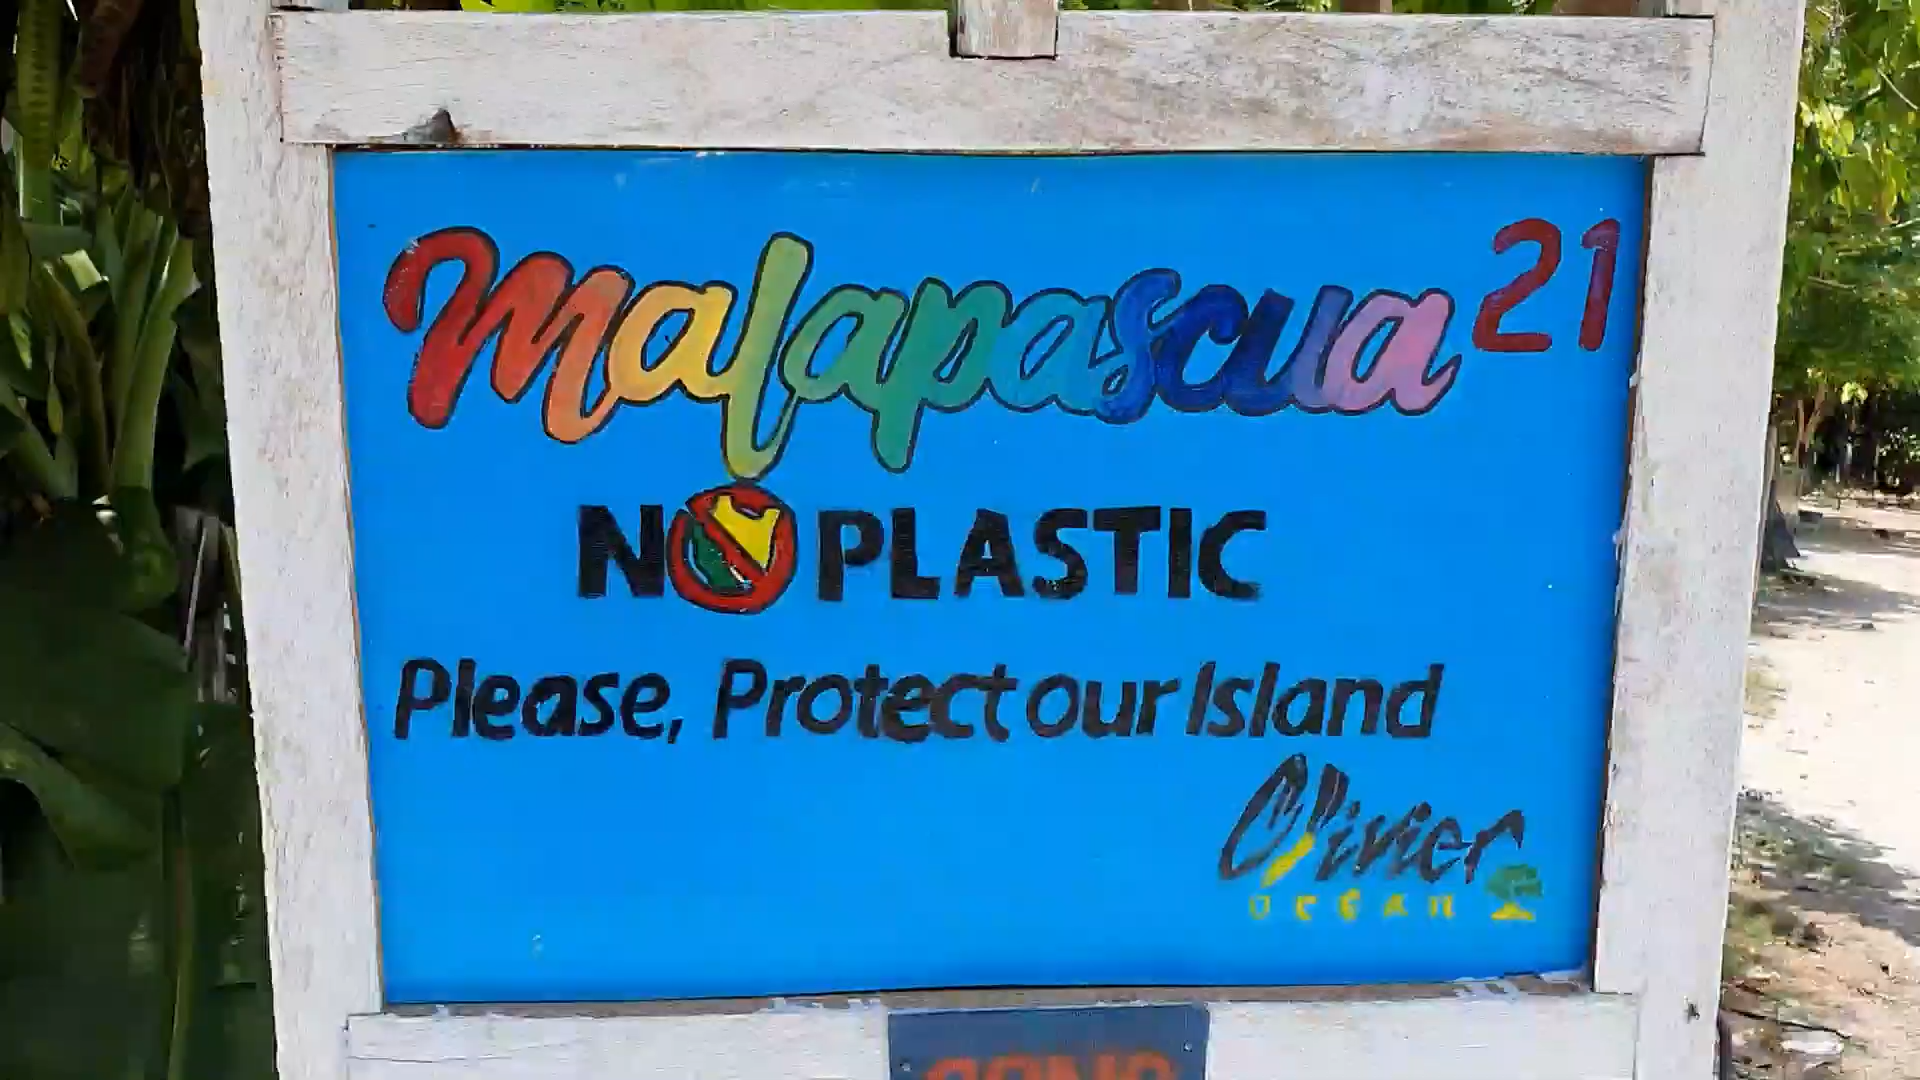 Malapascua 21
NO PLASTIC
Please, Protect our Island
Olivier
ocean